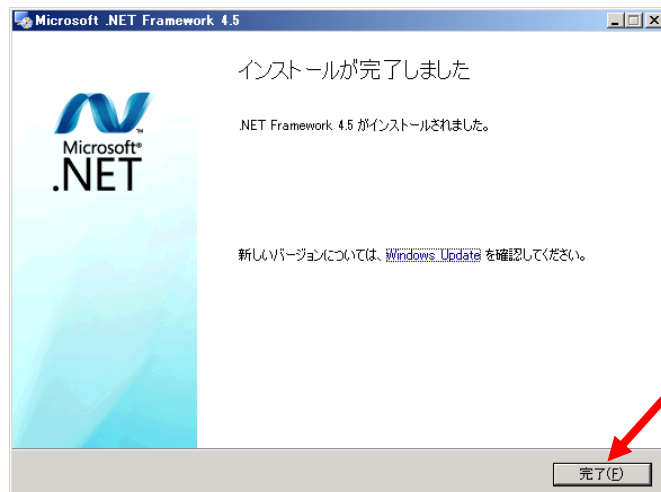 Microsoft .NET Framework 4.5
インストールが完了しました
.NET Framework 4.5 がインストールされました。
Microsoft®
.NET™
新しいバージョンについては、Windows Update を確認してください。
完了(F)